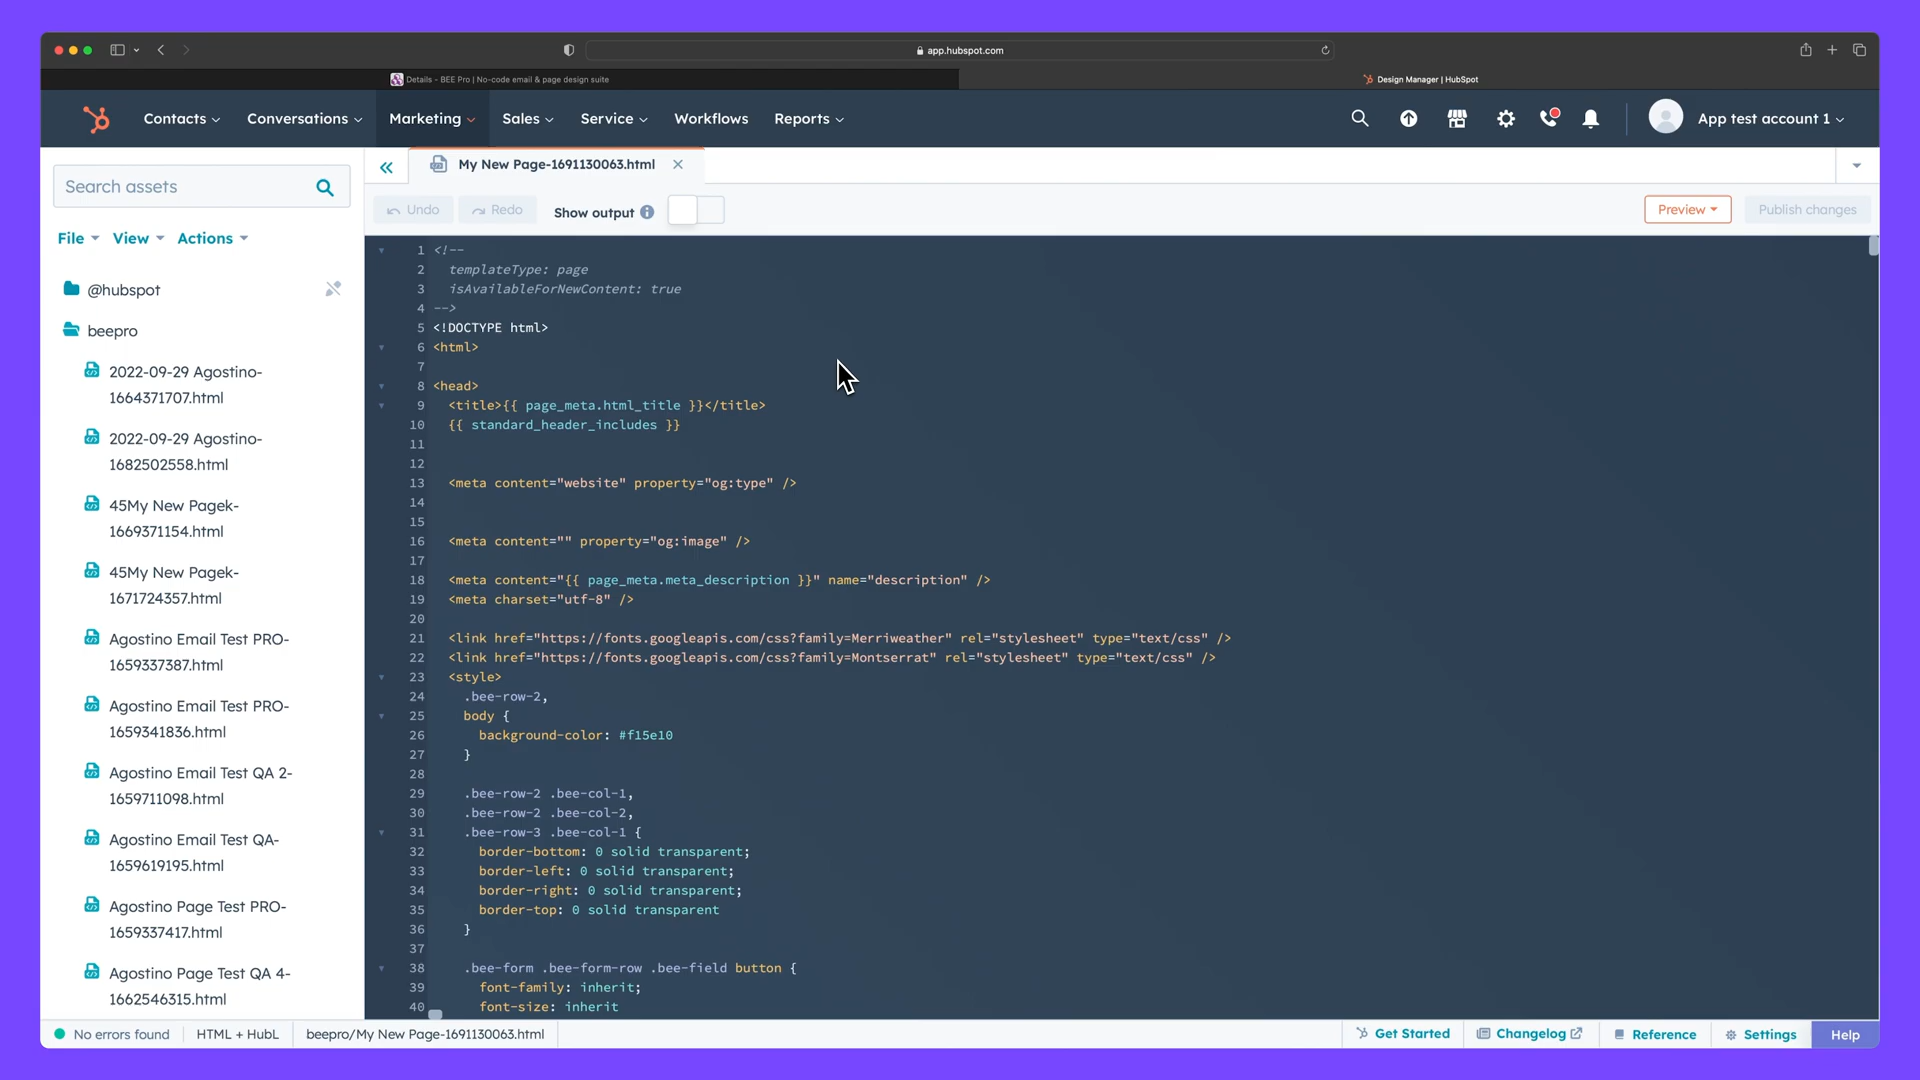 app.hubspot.com
Details - BEE Pro | No-code email & page design suite
Design Manager | HubSpot
Contacts
Conversations
Marketing
Sales
Service
Workflows
Reports
App test account 1
Search assets
File
View
Actions
@hubspot
beepro
2022-09-29 Agostino-
1664371707.html
2022-09-29 Agostino-
1682502558.html
45My New Pagek-
1669371154.html
45My New Pagek-
1671724357.html
Agostino Email Test PRO-
1659337387.html
Agostino Email Test PRO-
1659341836.html
Agostino Email Test QA 2-
1659711098.html
Agostino Email Test QA-
1659619195.html
Agostino Page Test PRO-
1659337417.html
Agostino Page Test QA 4-
1662546315.html
My New Page-1691130063.html
Undo
Redo
Show output
Preview
Publish changes
1 <!--
2 templateType: page
3 isAvailableForNewContent: true
4 -->
5 <!DOCTYPE html>
6 <html>
7
8 <head>
9 <title>{{ page_meta.html_title }}</title>
10 {{ standard_header_includes }}
11
12
13 <meta content="website" property="og:type" />
14
15
16 <meta content="" property="og:image" />
17
18 <meta content="{{ page_meta.meta_description }}" name="description" />
19 <meta charset="utf-8" />
20
21 <link href="https://fonts.googleapis.com/css?family=Merriweather" rel="stylesheet" type="text/css" />
22 <link href="https://fonts.googleapis.com/css?family=Montserrat" rel="stylesheet" type="text/css" />
23 <style>
24 .bee-row-2,
25 body {
26 background-color: #f15e10
27 }
28
29 .bee-row-2 .bee-col-1,
30 .bee-row-2 .bee-col-2,
31 .bee-row-3 .bee-col-1 {
32 border-bottom: 0 solid transparent;
33 border-left: 0 solid transparent;
34 border-right: 0 solid transparent;
35 border-top: 0 solid transparent
36 }
37
38 .bee-form .bee-form-row .bee-field button {
39 font-family: inherit;
40 font-size: inherit
No errors found
HTML + HubL
beepro/My New Page-1691130063.html
Get Started
Changelog
Reference
Settings
Help